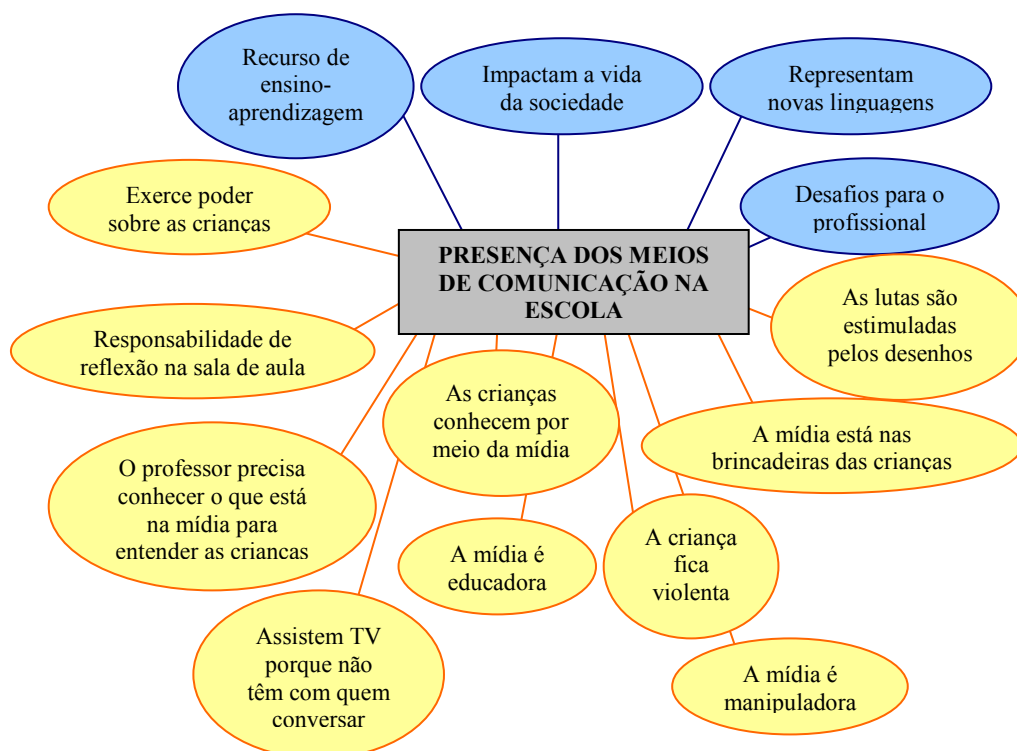 Recurso de
ensino-
aprendizagem
Impactam a vida
da sociedade
Representam
novas linguagens
Exerce poder
sobre as crianças
Desafios para o
profissional
PRESENÇA DOS MEIOS
DE COMUNICAÇÃO NA
ESCOLA
As lutas são
estimuladas
pelos desenhos
Responsabilidade de
reflexão na sala de aula
As crianças
conhecem por
meio da mídia
A mídia está nas
brincadeiras das crianças
O professor precisa
conhecer o que está
na mídia para
entender as criancas
A mídia é
educadora
A criança
fica
violenta
Assistem TV
porque não
têm com quem
conversar
A mídia é
manipuladora